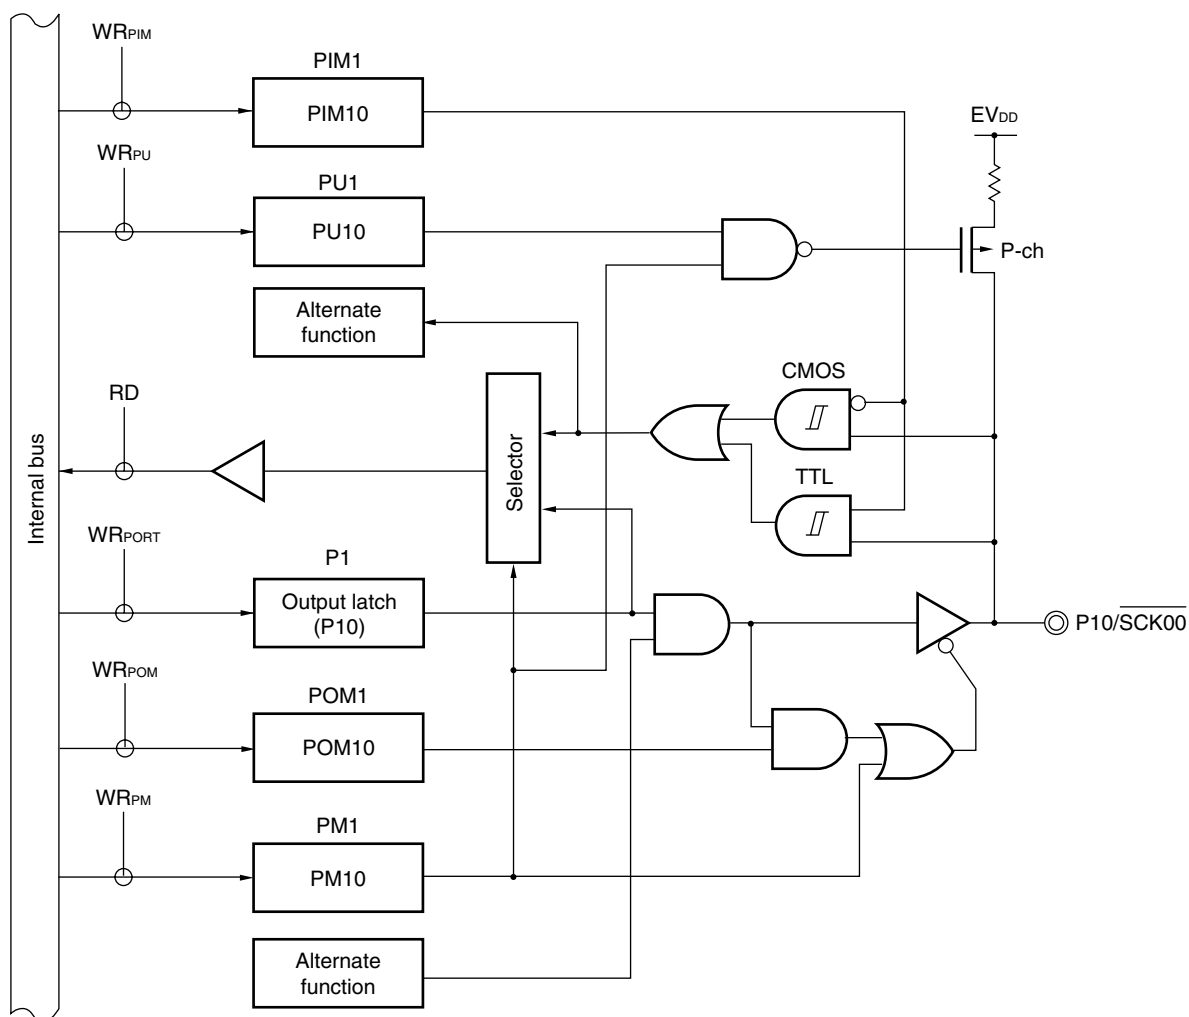 WRPIM
PIM1
PIM10
EVDD
WRPU
PU1
PU10
P-ch
Alternate
function
CMOS
RD
Internal bus
Selector
TTL
WRPORT
P1
Output latch
(P10)
P10/SCK00
WRPOM
POM1
POM10
WRPM
PM1
PM10
Alternate
function